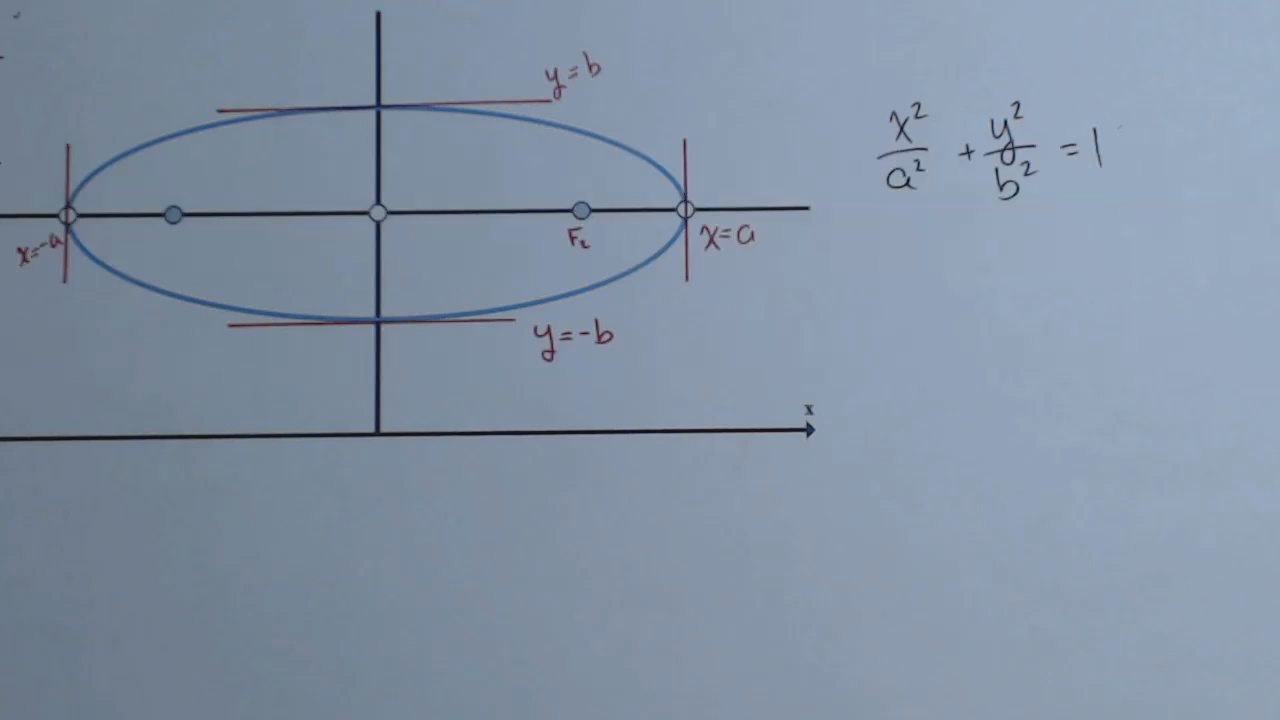 y = b
x² / a² + y² / b² = 1
x=-a
F₂
x = a
y = -b
x